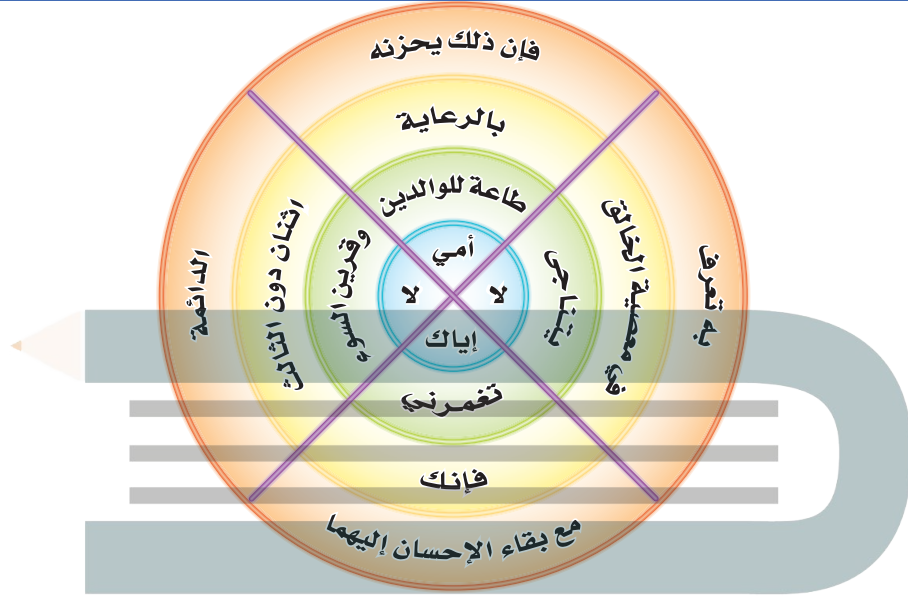 فإن ذلك يحزنه
بالرعاية
طاعة للوالدين
أمي
به تعرف
في معصية الخالق
يتناجى
لا
لا
وقرين السوء
اثنان دون الثالث
الدائمة
إياك
تغمرني
فإنك
مع بقاء الإحسان إليهما